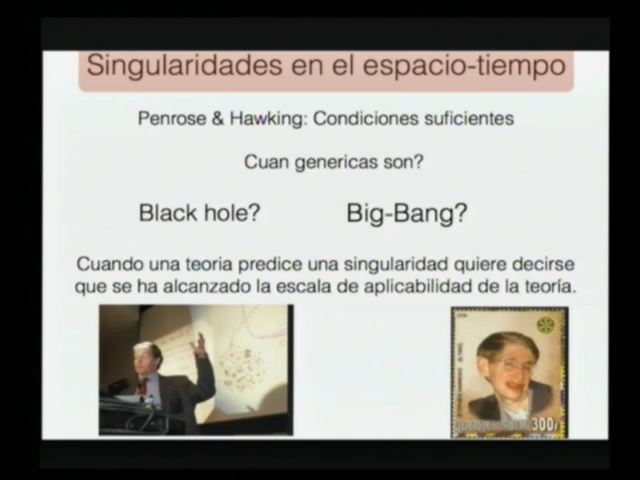 Singularidades en el espacio-tiempo
Penrose & Hawking: Condiciones suficientes
Cuan genericas son?
Black hole?
Big-Bang?
Cuando una teoria predice una singularidad quiere decirse
que se ha alcanzado la escala de aplicabilidad de la teoría.
300